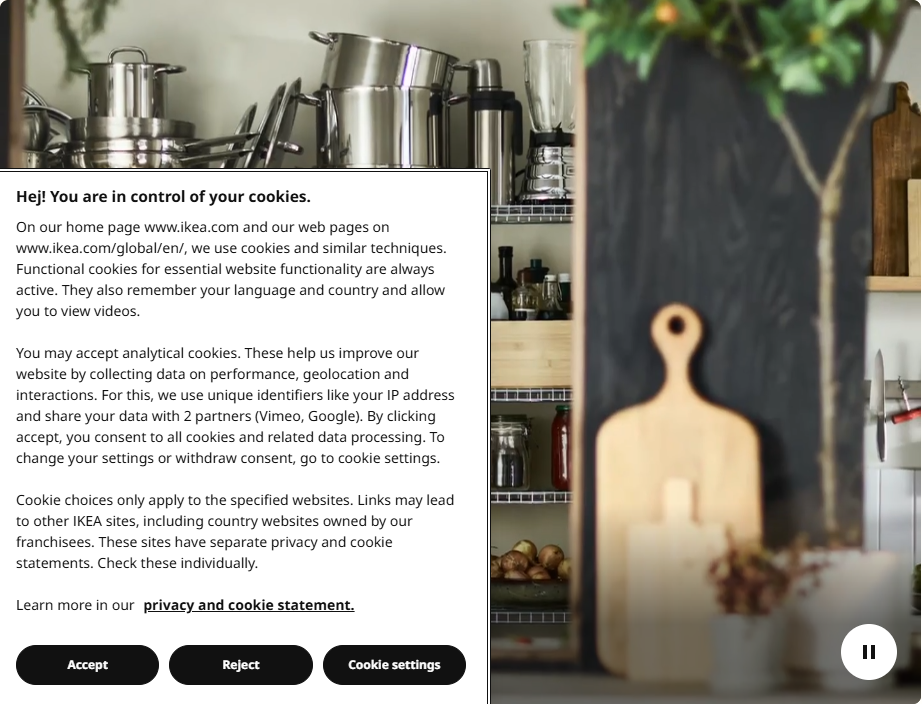 Hej! You are in control of your cookies.
On our home page www.ikea.com and our web pages on
www.ikea.com/global/en/, we use cookies and similar techniques.
Functional cookies for essential website functionality are always
active. They also remember your language and country and allow
you to view videos.
You may accept analytical cookies. These help us improve our
website by collecting data on performance, geolocation and
interactions. For this, we use unique identifiers like your IP address
and share your data with 2 partners (Vimeo, Google). By clicking
accept, you consent to all cookies and related data processing. To
change your settings or withdraw consent, go to cookie settings.
Cookie choices only apply to the specified websites. Links may lead
to other IKEA sites, including country websites owned by our
franchisees. These sites have separate privacy and cookie
statements. Check these individually.
Learn more in our privacy and cookie statement.
Accept Reject Cookie settings